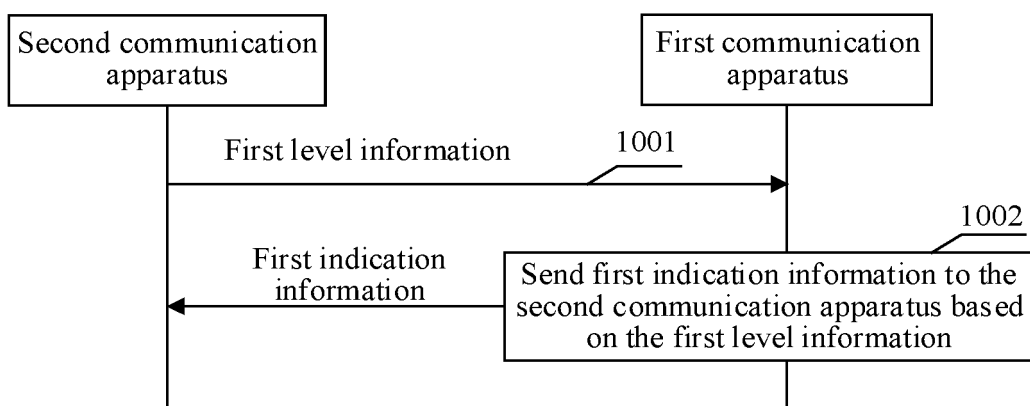 Second communication
apparatus
First communication
apparatus
First level information
1001
1002
First indication
information
Send first indication information to the
second communication apparatus based
on the first level information